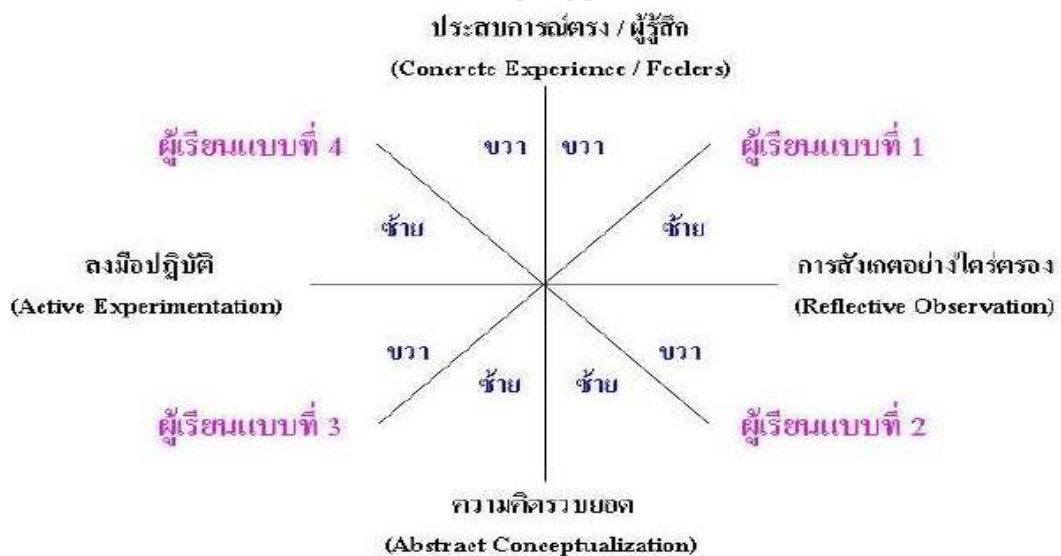 ประสบการณ์ตรง / ผู้รู้สึก
(Concrete Experience / Feelers)
ผู้เรียนแบบที่ 4
ขวา
ขวา
ผู้เรียนแบบที่ 1
ซ้าย
ซ้าย
ลงมือปฏิบัติ
(Active Experimentation)
การสังเกตอย่างไตร่ตรอง
(Reflective Observation)
ขวา
ซ้าย
ซ้าย
ขวา
ผู้เรียนแบบที่ 3
ผู้เรียนแบบที่ 2
ความคิดรวบยอด
(Abstract Conceptualization)